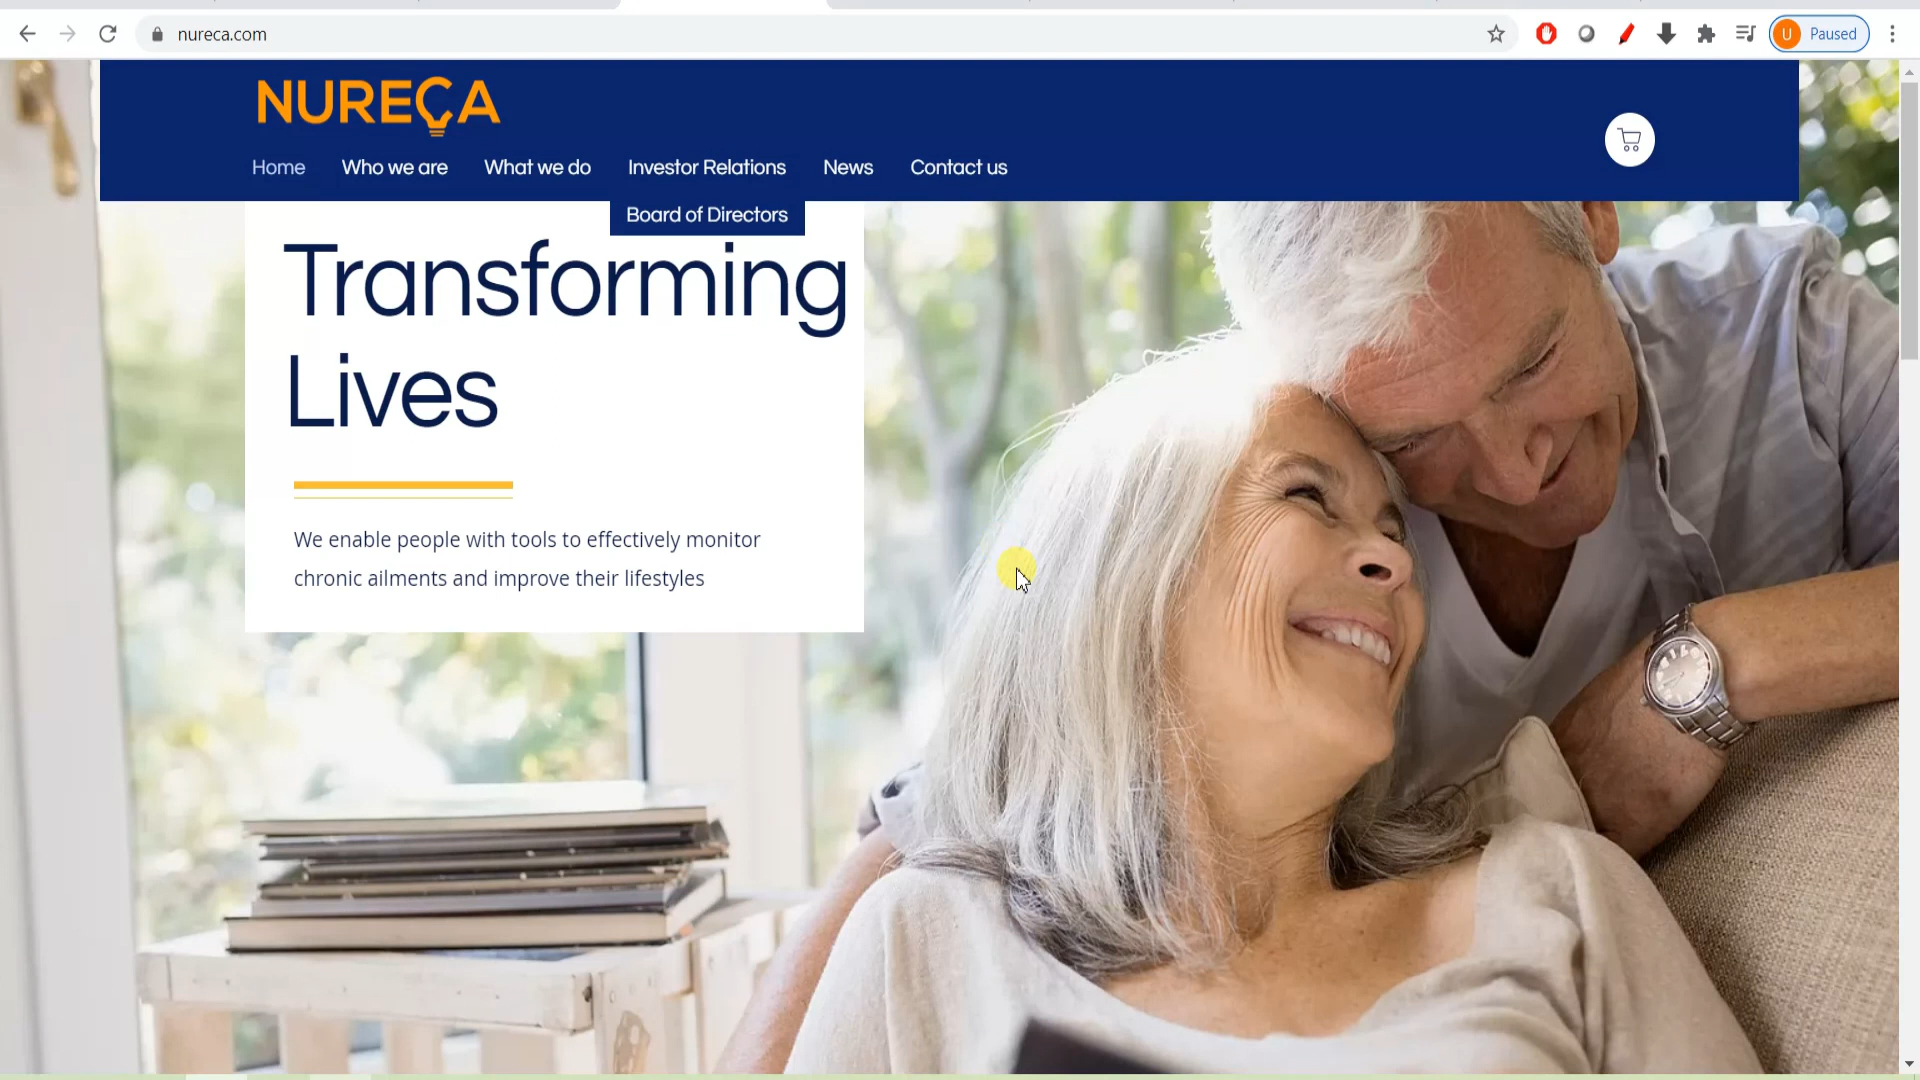 nureca.com
U Paused
NURECA
Home Who we are What we do Investor Relations News Contact us
Board of Directors
Transforming
Lives
We enable people with tools to effectively monitor
chronic ailments and improve their lifestyles